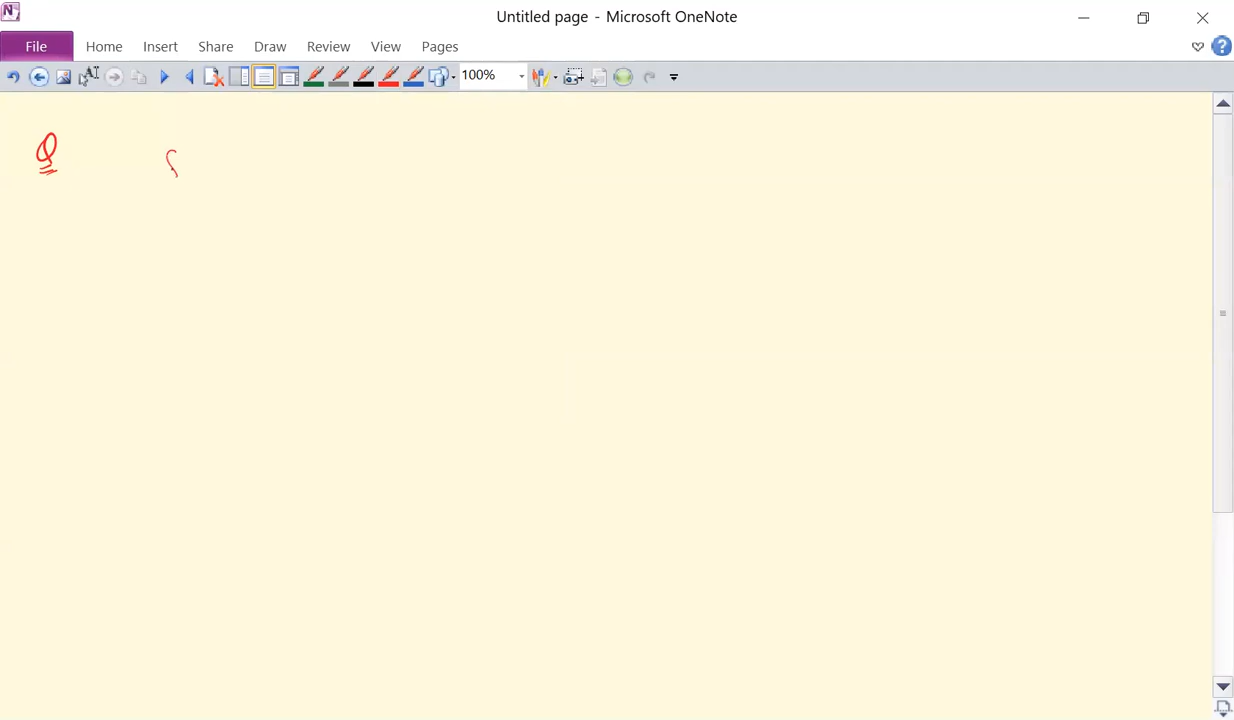 Untitled page - Microsoft OneNote
File Home Insert Share Draw Review View Pages
100%
Q